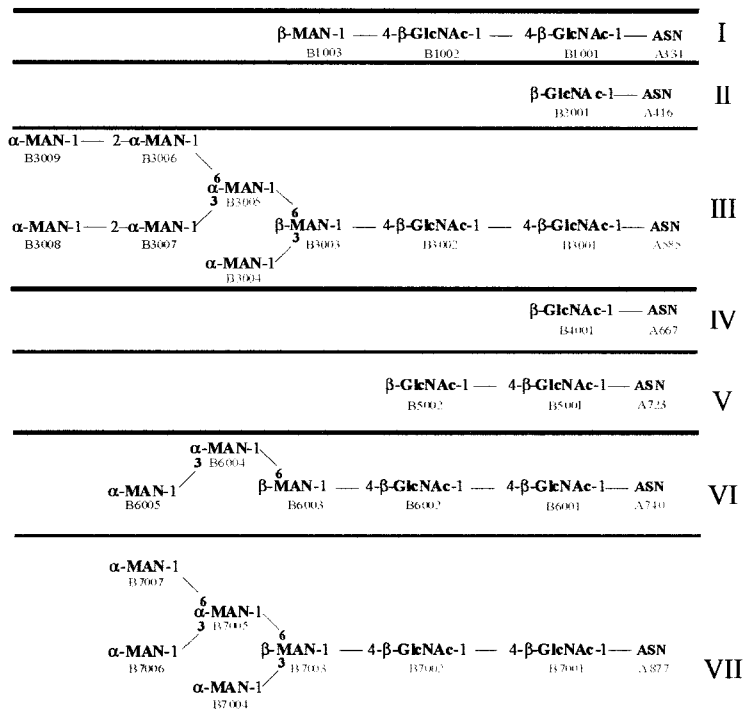 β-MAN-1 — 4-β-GlcNAc-1 — 4-β-GlcNAc-1 — ASN I
B1003 B1002 B1001 A331
β-GlcNAc-1 — ASN II
B2001 A416
α-MAN-1 — 2-α-MAN-1
B3009 B3006
6
α-MAN-1
3 B3005
6
α-MAN-1 — 2-α-MAN-1 β-MAN-1 — 4-β-GlcNAc-1 — 4-β-GlcNAc-1 — ASN III
B3008 B3007 3 B3003 B3002 B3001 A585
α-MAN-1
B3004
β-GlcNAc-1 — ASN IV
B4001 A667
β-GlcNAc-1 — 4-β-GlcNAc-1 — ASN V
B5002 B5001 A723
α-MAN-1
3 B6004
6
α-MAN-1 β-MAN-1 — 4-β-GlcNAc-1 — 4-β-GlcNAc-1 — ASN VI
B6005 B6003 B6002 B6001 A740
α-MAN-1
B7007
6
α-MAN-1
3 B7005
6
α-MAN-1 β-MAN-1 — 4-β-GlcNAc-1 — 4-β-GlcNAc-1 — ASN VII
B7006 3 B7003 B7002 B7001 A877
α-MAN-1
B7004